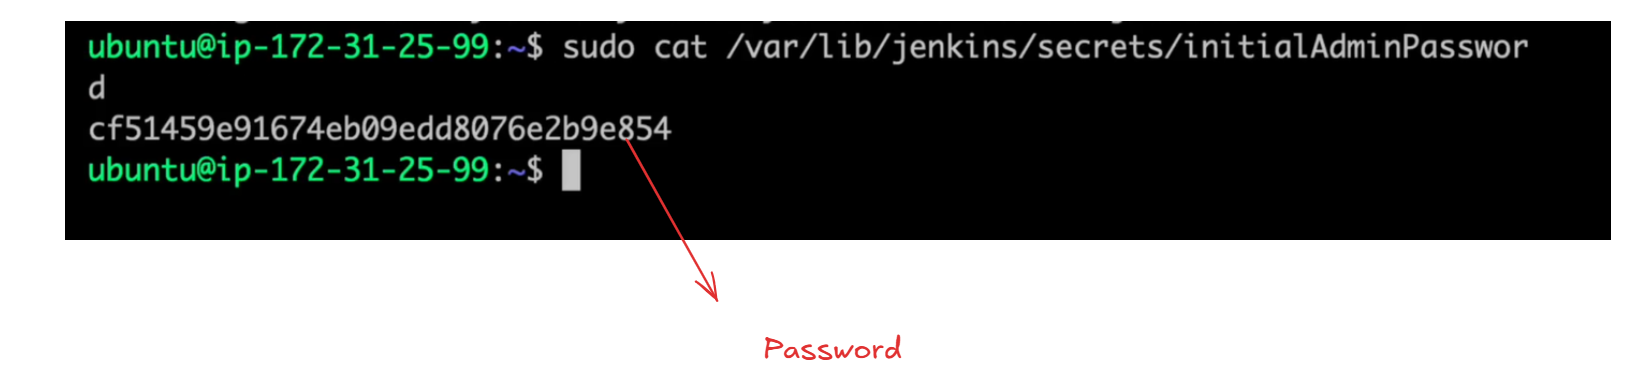 ubuntu@ip-172-31-25-99:~$ sudo cat /var/lib/jenkins/secrets/initialAdminPasswor
d
cf51459e91674eb09edd8076e2b9e854
ubuntu@ip-172-31-25-99:~$
Password